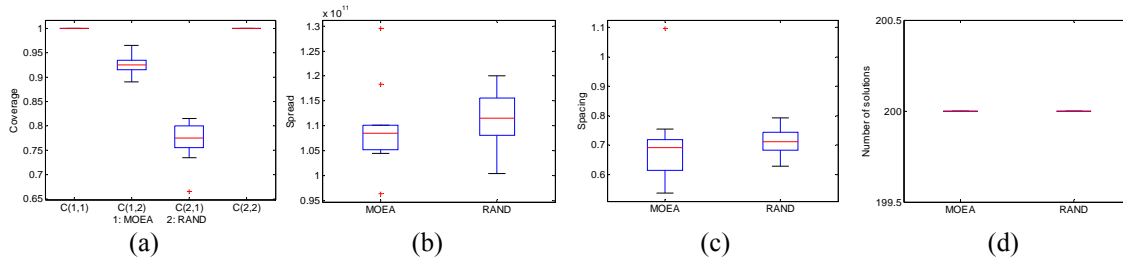 1
0.95
0.9
0.85
0.8
0.75
0.7
0.65
Coverage
C(1,1) C(1,2) C(2,1) C(2,2)
1: MOEA 2: RAND
(a)
x 10^11
1.3
1.25
1.2
1.15
1.1
1.05
1
0.95
Spread
MOEA RAND
(b)
1.1
1
0.9
0.8
0.7
0.6
Spacing
MOEA RAND
(c)
200.5
200
199.5
Number of solutions
MOEA RAND
(d)